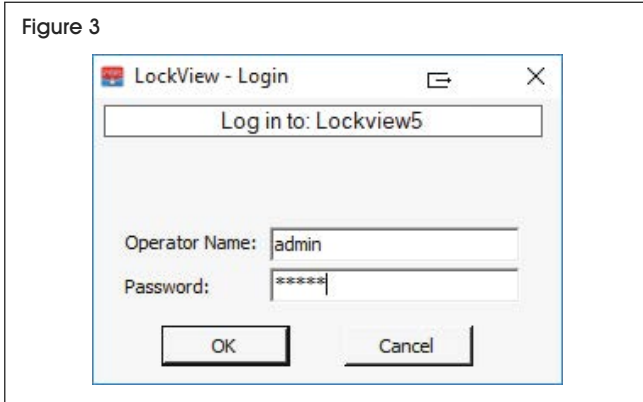 Figure 3
LockView - Login
Log in to: Lockview5
Operator Name: admin
Password: *****
OK Cancel